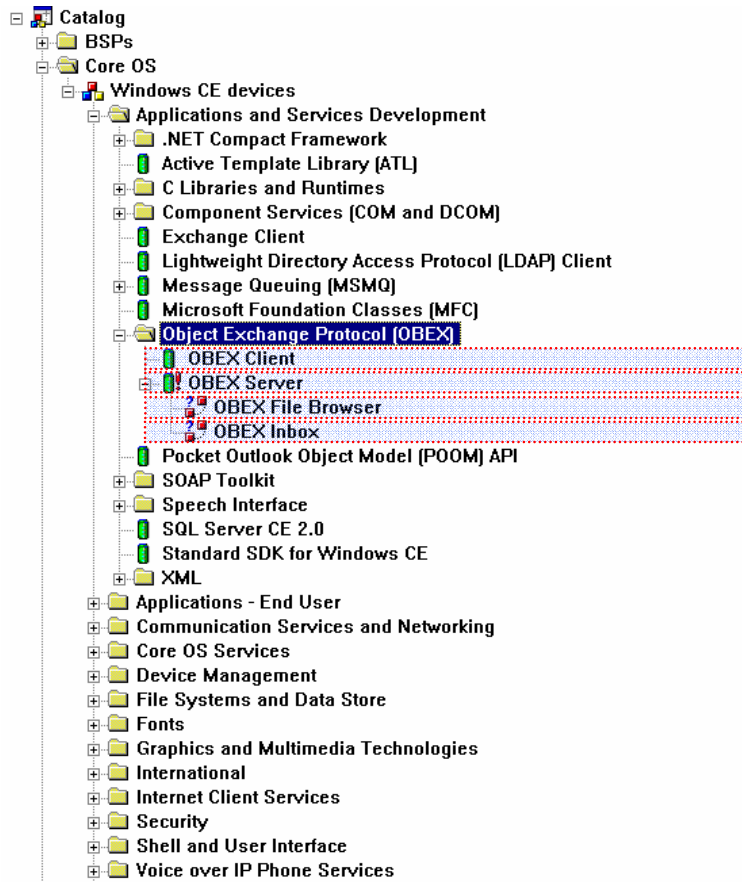 Catalog
BSPs
Core OS
Windows CE devices
Applications and Services Development
.NET Compact Framework
Active Template Library (ATL)
C Libraries and Runtimes
Component Services (COM and DCOM)
Exchange Client
Lightweight Directory Access Protocol (LDAP) Client
Message Queuing (MSMQ)
Microsoft Foundation Classes (MFC)
Object Exchange Protocol (OBEX)
OBEX Client
OBEX Server
OBEX File Browser
OBEX Inbox
Pocket Outlook Object Model (POOM) API
SOAP Toolkit
Speech Interface
SQL Server CE 2.0
Standard SDK for Windows CE
XML
Applications - End User
Communication Services and Networking
Core OS Services
Device Management
File Systems and Data Store
Fonts
Graphics and Multimedia Technologies
International
Internet Client Services
Security
Shell and User Interface
Voice over IP Phone Services